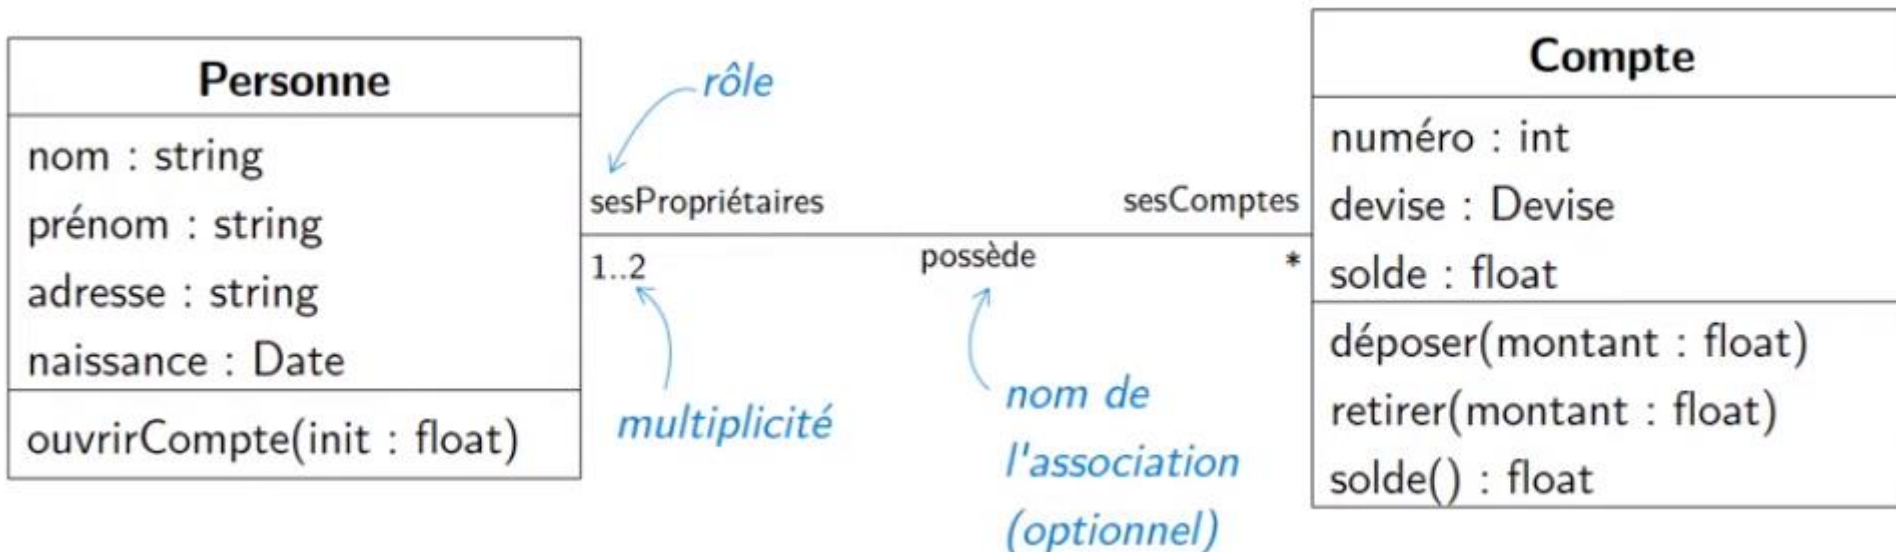 Personne
nom : string
prénom : string
adresse : string
naissance : Date
ouvrirCompte(init : float)
rôle
sesPropriétaires
sesComptes
1..2
possède
*
multiplicité
nom de
l'association
(optionnel)
Compte
numéro : int
devise : Devise
solde : float
déposer(montant : float)
retirer(montant : float)
solde() : float